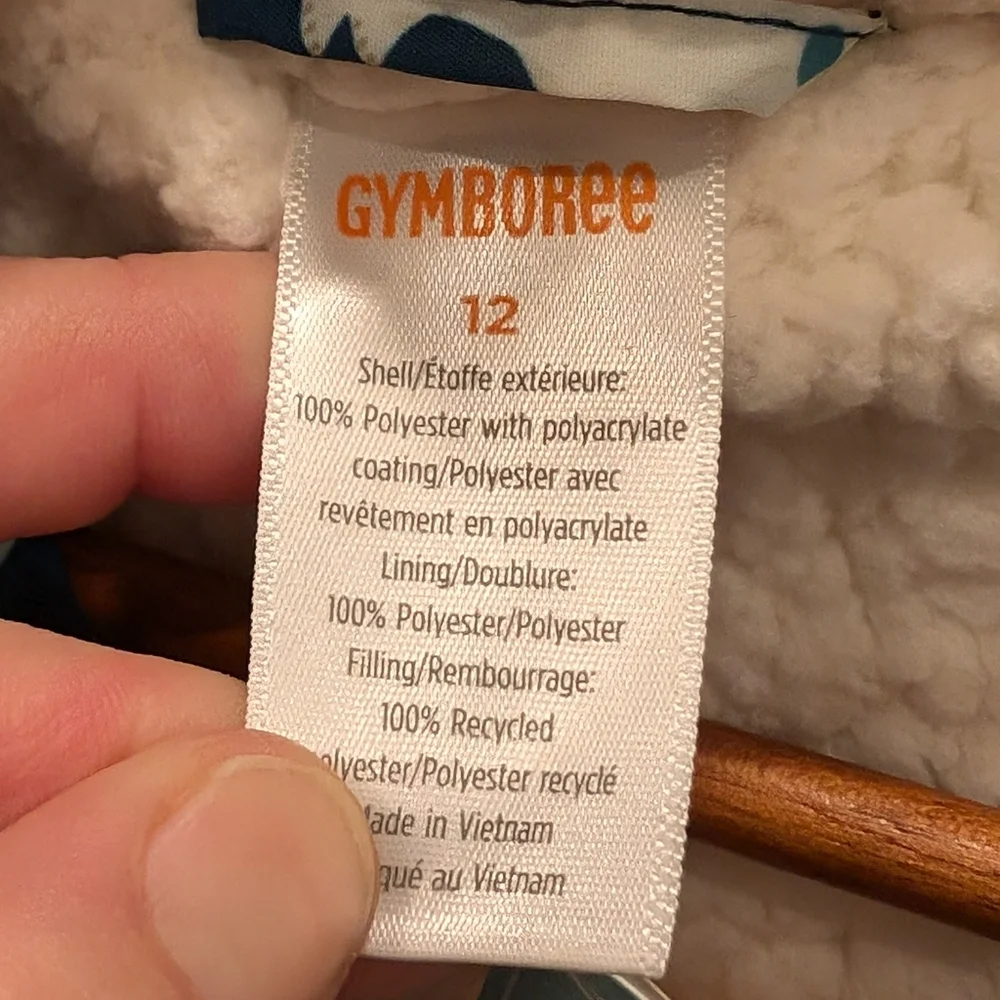 GYMBOREE
12
Shell/Étoffe extérieure:
100% Polyester with polyacrylate
coating/Polyester avec
revêtement en polyacrylate
Lining/Doublure:
100% Polyester/Polyester
Filling/Rembourrage:
100% Recycled
olyester/Polyester recyclé
ade in Vietnam
qué au Vietnam